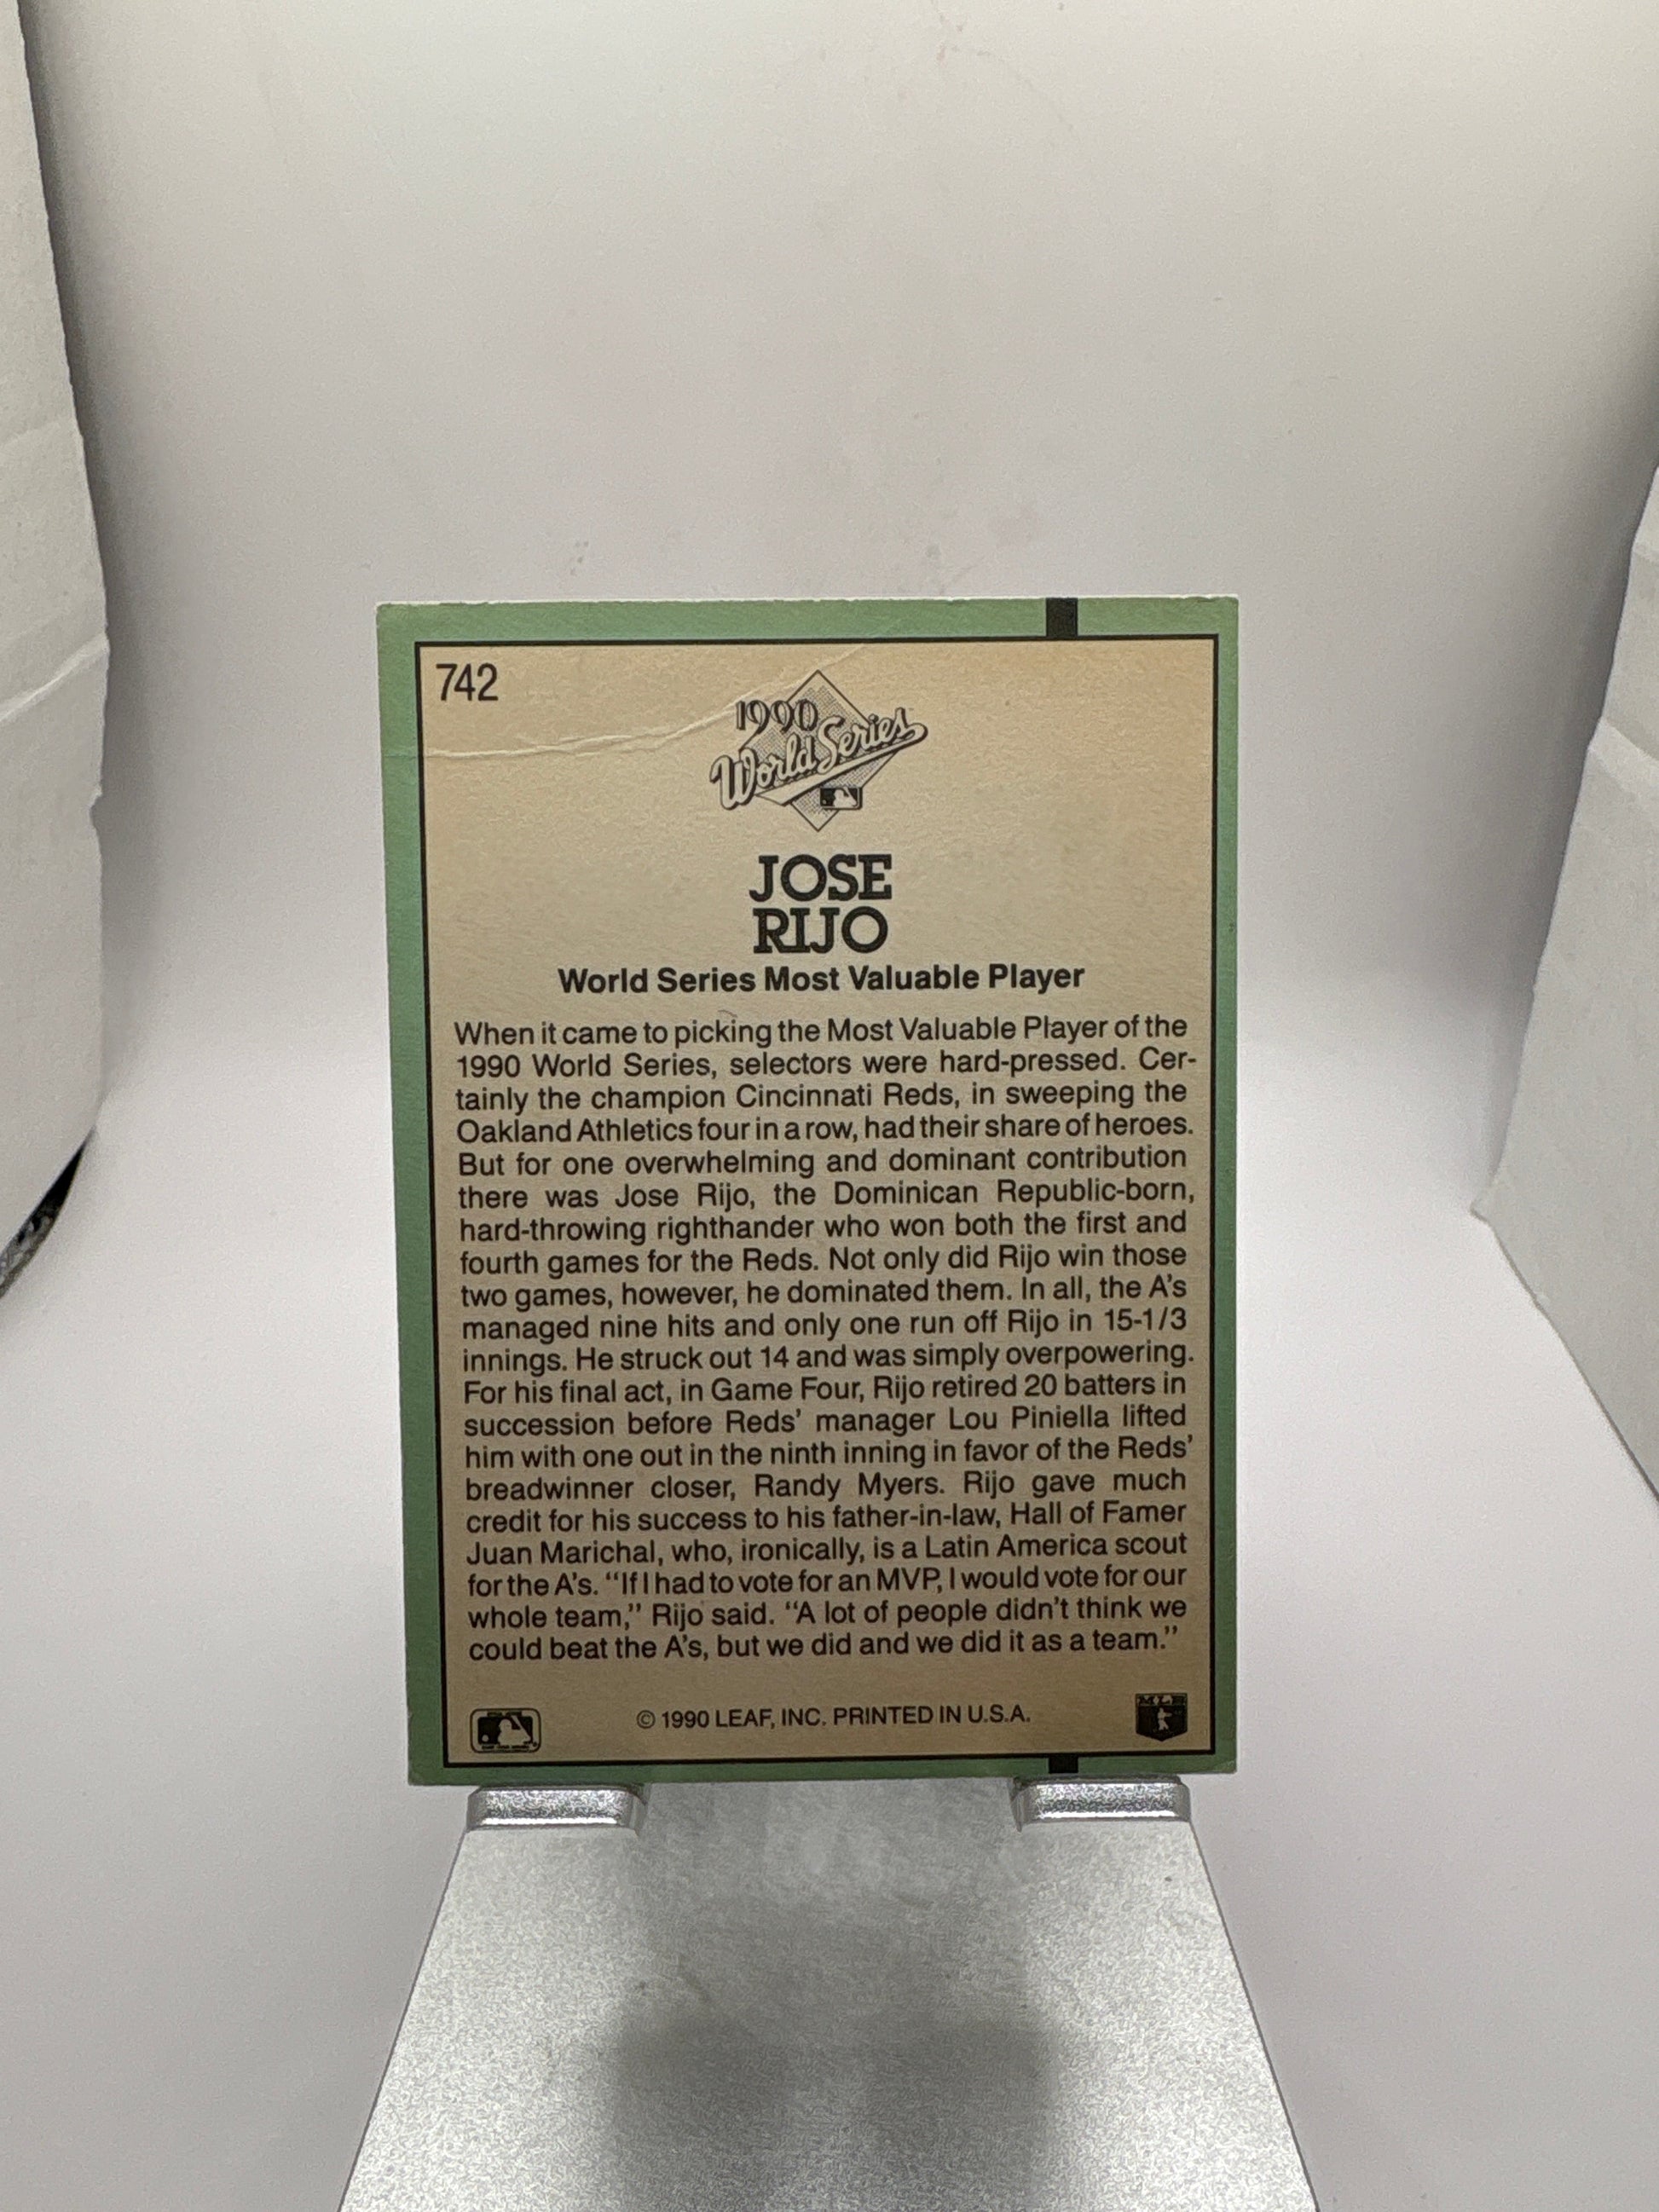 742
1990
World Series
JOSE
RIJO
World Series Most Valuable Player
When it came to picking the Most Valuable Player of the
1990 World Series, selectors were hard-pressed. Cer-
tainly the champion Cincinnati Reds, in sweeping the
Oakland Athletics four in a row, had their share of heroes.
But for one overwhelming and dominant contribution
there was Jose Rijo, the Dominican Republic-born,
hard-throwing righthander who won both the first and
fourth games for the Reds. Not only did Rijo win those
two games, however, he dominated them. In all, the A's
managed nine hits and only one run off Rijo in 15-1/3
innings. He struck out 14 and was simply overpowering.
For his final act, in Game Four, Rijo retired 20 batters in
succession before Reds' manager Lou Piniella lifted
him with one out in the ninth inning in favor of the Reds'
breadwinner closer, Randy Myers. Rijo gave much
credit for his success to his father-in-law, Hall of Famer
Juan Marichal, who, ironically, is a Latin America scout
for the A's. "If I had to vote for an MVP, I would vote for our
whole team," Rijo said. "A lot of people didn't think we
could beat the A's, but we did and we did it as a team."
© 1990 LEAF, INC. PRINTED IN U.S.A.
MLB